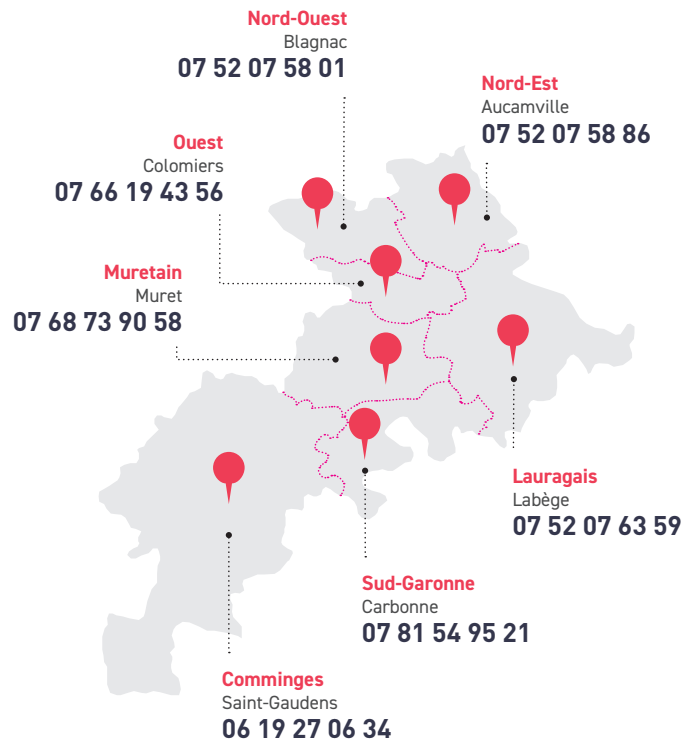 Nord-Ouest
Blagnac
07 52 07 58 01
Nord-Est
Aucamville
07 52 07 58 86
Ouest
Colomiers
07 66 19 43 56
Muretain
Muret
07 68 73 90 58
Lauragais
Labège
07 52 07 63 59
Sud-Garonne
Carbonne
07 81 54 95 21
Comminges
Saint-Gaudens
06 19 27 06 34